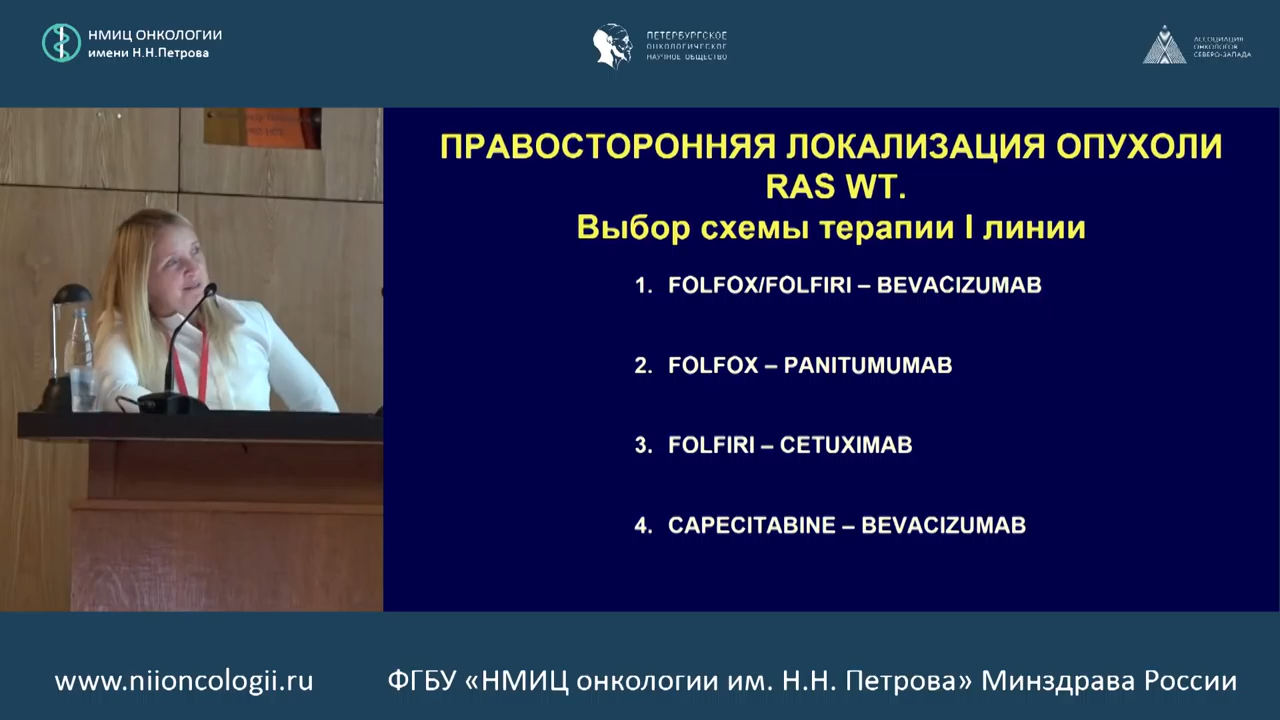 НМИЦ ОНКОЛОГИИ
имени Н.Н.Петрова
ПЕТЕРБУРГСКОЕ
ОНКОЛОГИЧЕСКОЕ
НАУЧНОЕ ОБЩЕСТВО
АССОЦИАЦИЯ
ОНКОЛОГОВ
СЕВЕРО-ЗАПАДА
ПРАВОСТОРОННЯЯ ЛОКАЛИЗАЦИЯ ОПУХОЛИ
RAS WT.
Выбор схемы терапии I линии
1. FOLFOX/FOLFIRI – BEVACIZUMAB
2. FOLFOX – PANITUMUMAB
3. FOLFIRI – CETUXIMAB
4. CAPECITABINE – BEVACIZUMAB
www.niioncologii.ru
ФГБУ «НМИЦ онкологии им. Н.Н. Петрова» Минздрава России